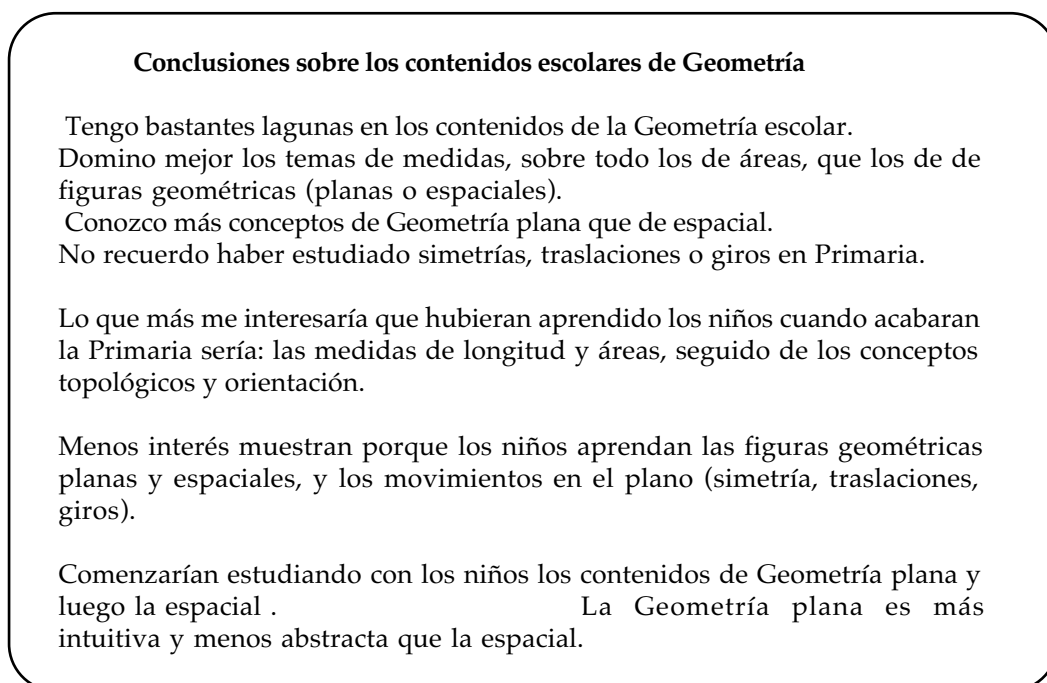 Conclusiones sobre los contenidos escolares de Geometría
Tengo bastantes lagunas en los contenidos de la Geometría escolar.
Domino mejor los temas de medidas, sobre todo los de áreas, que los de de
figuras geométricas (planas o espaciales).
Conozco más conceptos de Geometría plana que de espacial.
No recuerdo haber estudiado simetrías, traslaciones o giros en Primaria.
Lo que más me interesaría que hubieran aprendido los niños cuando acabaran
la Primaria sería: las medidas de longitud y áreas, seguido de los conceptos
topológicos y orientación.
Menos interés muestran porque los niños aprendan las figuras geométricas
planas y espaciales, y los movimientos en el plano (simetría, traslaciones,
giros).
Comenzarían estudiando con los niños los contenidos de Geometría plana y
luego la espacial . La Geometría plana es más
intuitiva y menos abstracta que la espacial.